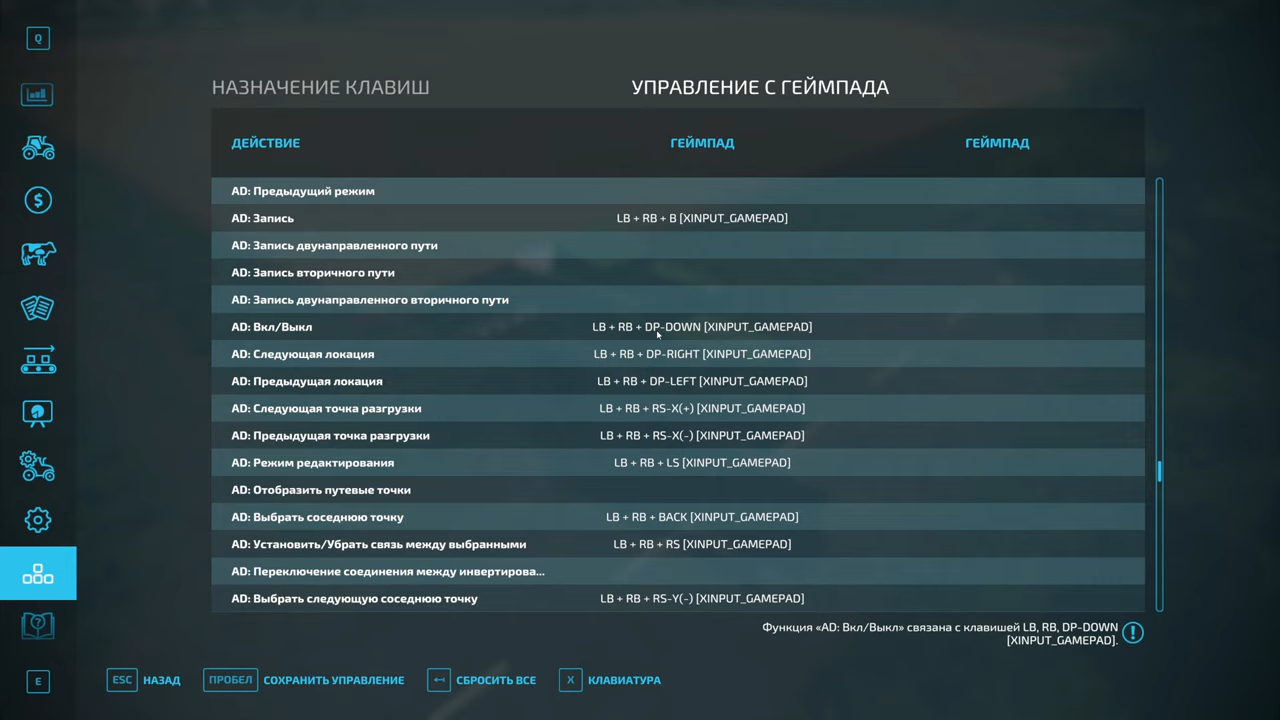 Q
НАЗНАЧЕНИЕ КЛАВИШ УПРАВЛЕНИЕ С ГЕЙМПАДА
ДЕЙСТВИЕ ГЕЙМПАД ГЕЙМПАД
AD: Предыдущий режим
AD: Запись LB + RB + B [XINPUT_GAMEPAD]
AD: Запись двунаправленного пути
AD: Запись вторичного пути
AD: Запись двунаправленного вторичного пути
AD: Вкл/Выкл LB + RB + DP-DOWN [XINPUT_GAMEPAD]
AD: Следующая локация LB + RB + DP-RIGHT [XINPUT_GAMEPAD]
AD: Предыдущая локация LB + RB + DP-LEFT [XINPUT_GAMEPAD]
AD: Следующая точка разгрузки LB + RB + RS-X(+) [XINPUT_GAMEPAD]
AD: Предыдущая точка разгрузки LB + RB + RS-X(-) [XINPUT_GAMEPAD]
AD: Режим редактирования LB + RB + LS [XINPUT_GAMEPAD]
AD: Отобразить путевые точки
AD: Выбрать соседнюю точку LB + RB + BACK [XINPUT_GAMEPAD]
AD: Установить/Убрать связь между выбранными LB + RB + RS [XINPUT_GAMEPAD]
AD: Переключение соединения между инвертирова...
AD: Выбрать следующую соседнюю точку LB + RB + RS-Y(-) [XINPUT_GAMEPAD]
Функция «AD: Вкл/Выкл» связана с клавишей LB, RB, DP-DOWN
[XINPUT_GAMEPAD].
E
ESC НАЗАД ПРОБЕЛ СОХРАНИТЬ УПРАВЛЕНИЕ СБРОСИТЬ ВСЕ X КЛАВИАТУРА